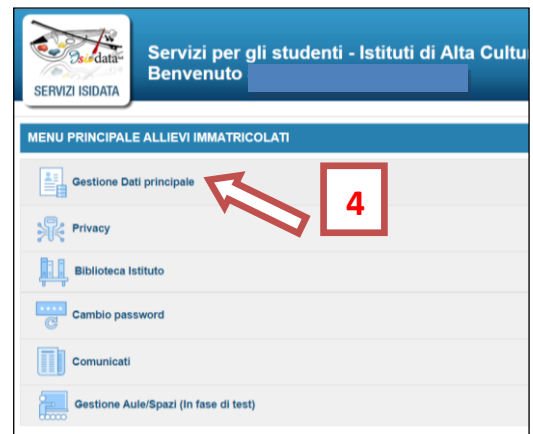 Isidata
SERVIZI ISIDATA
Servizi per gli studenti - Istituti di Alta Cultu
Benvenuto
MENU PRINCIPALE ALLIEVI IMMATRICOLATI
Gestione Dati principale
4
Privacy
Biblioteca Istituto
Cambio password
Comunicati
Gestione Aule/Spazi (In fase di test)